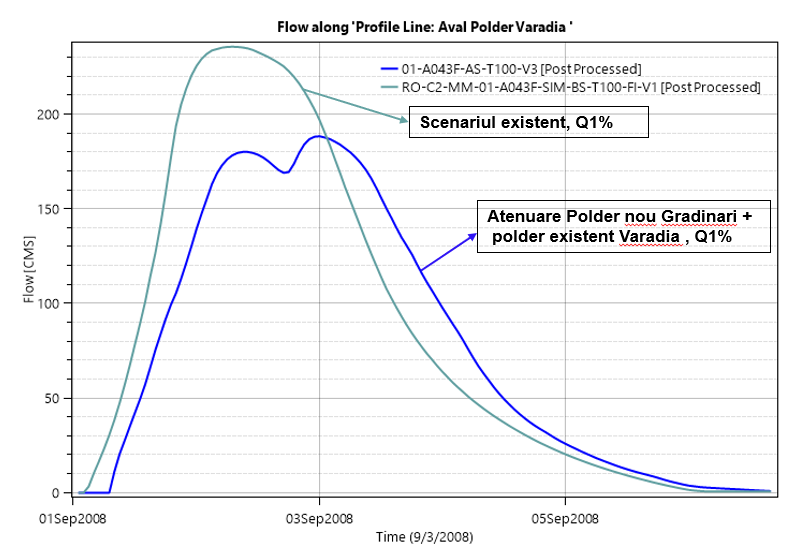 Flow along 'Profile Line: Aval Polder Varadia '
01-A043F-AS-T100-V3 [Post Processed]
RO-C2-MM-01-A043F-SIM-BS-T100-FI-V1 [Post Processed]
Scenariul existent, Q1%
Atenuare Polder nou Gradinari +
polder existent Varadia , Q1%
Flow [CMS]
200
150
100
50
0
01Sep2008
03Sep2008
05Sep2008
Time (9/3/2008)